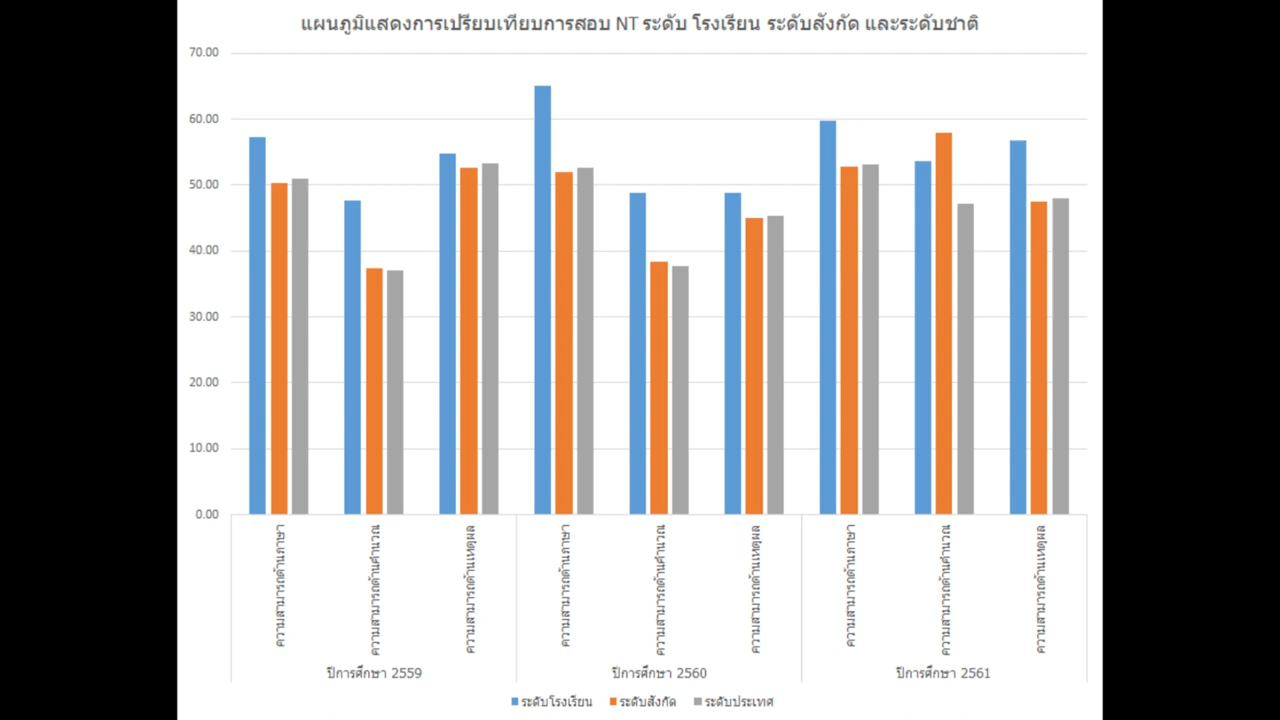 แผนภูมิแสดงการเปรียบเทียบการสอบ NT ระดับ โรงเรียน ระดับสังกัด และระดับชาติ
70.00
60.00
50.00
40.00
30.00
20.00
10.00
0.00
ความสามารถด้านภาษา
ความสามารถด้านคำนวณ
ความสามารถด้านเหตุผล
ความสามารถด้านภาษา
ความสามารถด้านคำนวณ
ความสามารถด้านเหตุผล
ความสามารถด้านภาษา
ความสามารถด้านคำนวณ
ความสามารถด้านเหตุผล
ปีการศึกษา 2559
ปีการศึกษา 2560
ปีการศึกษา 2561
ระดับโรงเรียน
ระดับสังกัด
ระดับประเทศ